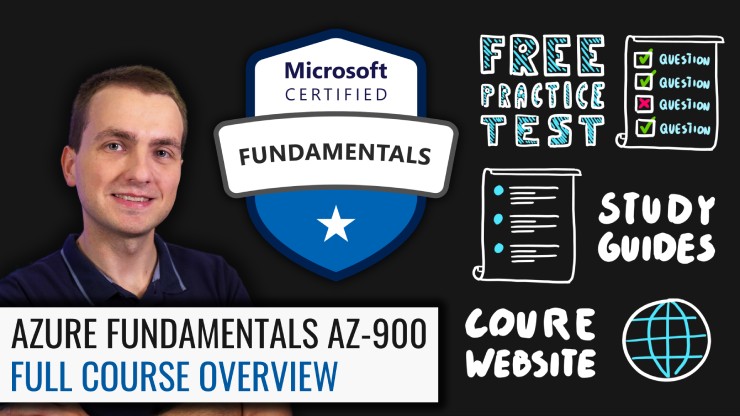 Microsoft
CERTIFIED
FUNDAMENTALS
FREE
PRACTICE
TEST
QUESTION
QUESTION
QUESTION
QUESTION
STUDY
GUIDES
COURE
WEBSITE
AZURE FUNDAMENTALS AZ-900
FULL COURSE OVERVIEW